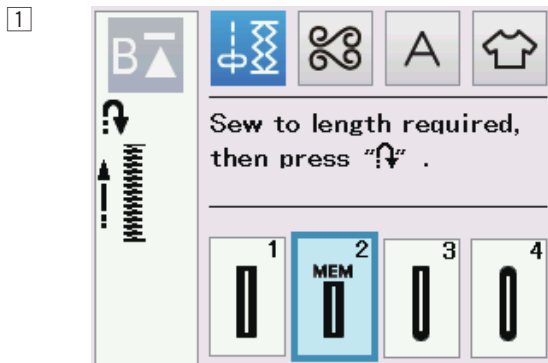 1
B
A
Sew to length required,
then press "" .
1
2
3
4
MEM